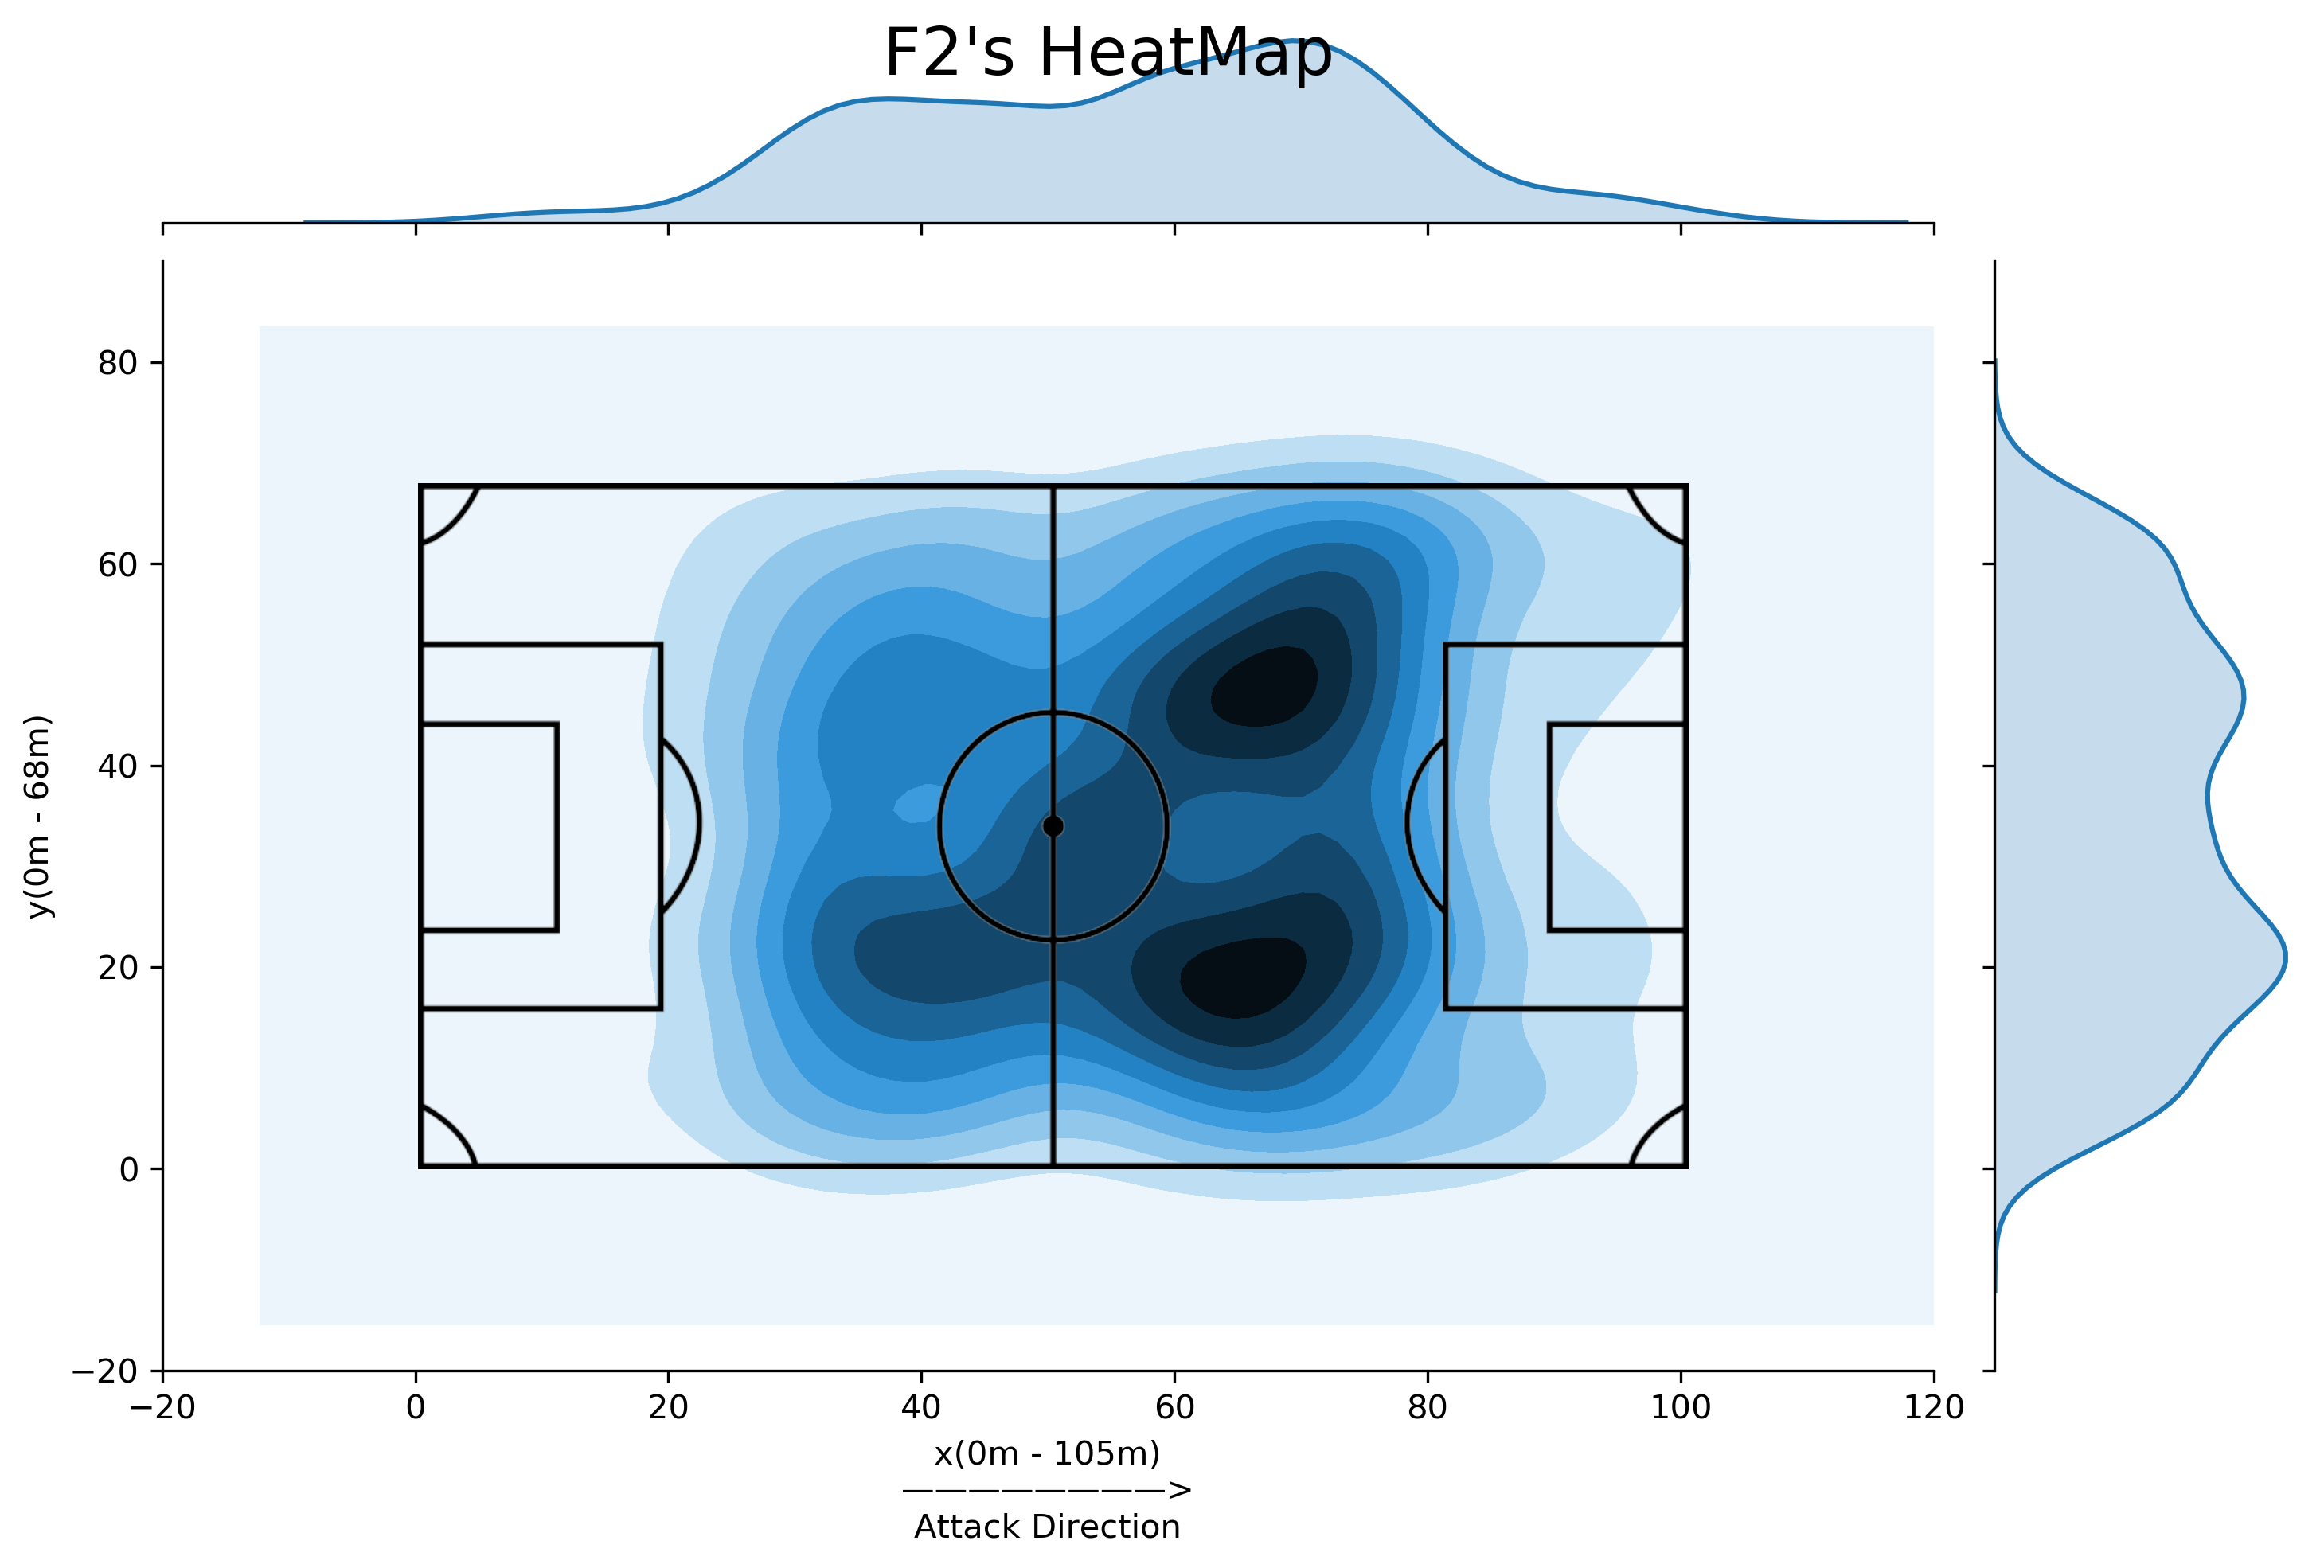 F2's HeatMap
y(0m - 68m)
80
60
40
20
0
−20
−20 0 20 40 60 80 100 120
x(0m - 105m)
————————>
Attack Direction